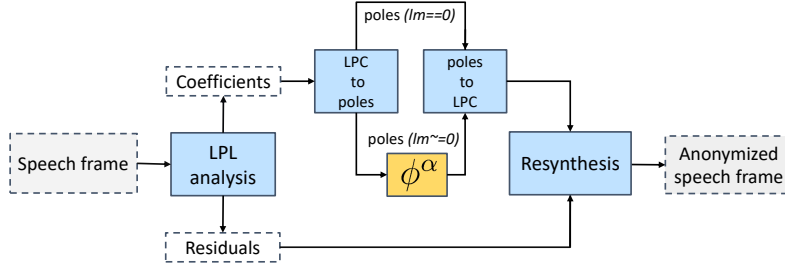 poles (Im==0)
LPC
to
poles
poles
to
LPC
Coefficients
poles (Im~=0)
Speech frame
LPL
analysis
ϕ^α
Resynthesis
Anonymized
speech frame
Residuals